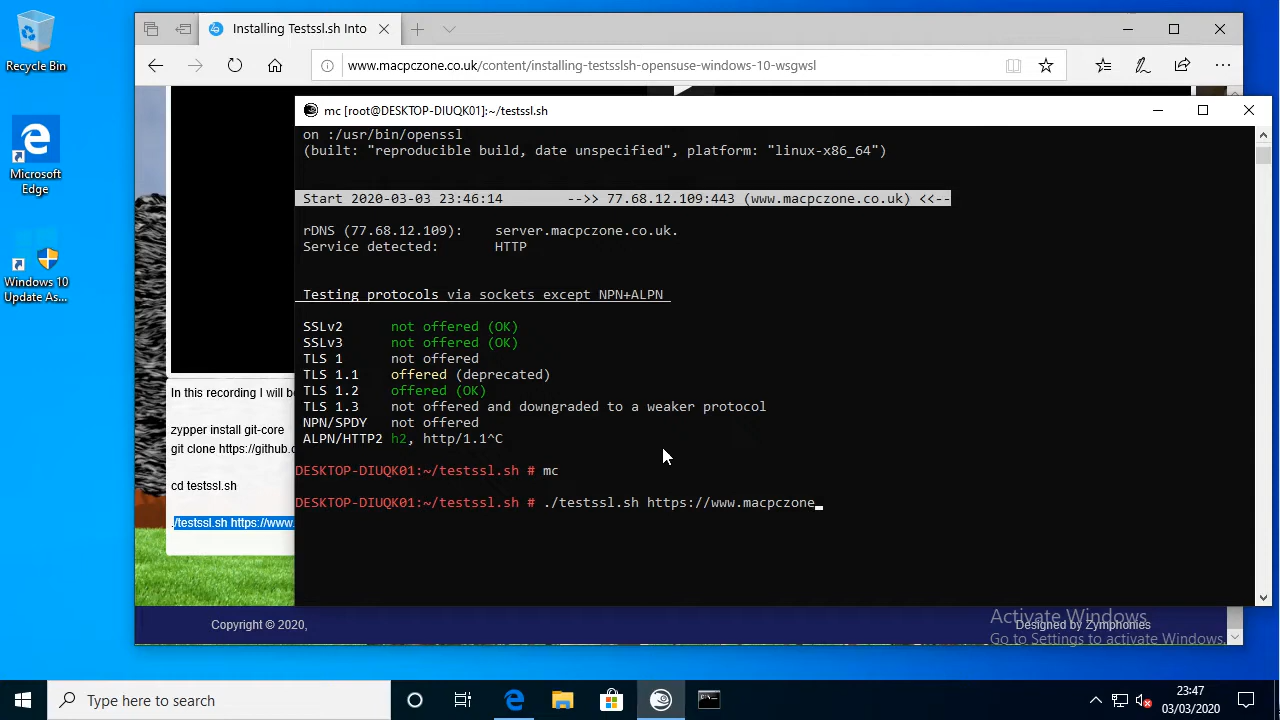 Recycle Bin
Microsoft
Edge
Windows 10
Update As...
Installing Testssl.sh Into
www.macpczone.co.uk/content/installing-testsslsh-opensuse-windows-10-wsgwsl
mc [root@DESKTOP-DIUQK01]:~/testssl.sh
on :/usr/bin/openssl
(built: "reproducible build, date unspecified", platform: "linux-x86_64")
Start 2020-03-03 23:46:14 -->> 77.68.12.109:443 (www.macpczone.co.uk) <<--
rDNS (77.68.12.109): server.macpczone.co.uk.
Service detected: HTTP
Testing protocols via sockets except NPN+ALPN
SSLv2 not offered (OK)
SSLv3 not offered (OK)
TLS 1 not offered
TLS 1.1 offered (deprecated)
TLS 1.2 offered (OK)
TLS 1.3 not offered and downgraded to a weaker protocol
NPN/SPDY not offered
ALPN/HTTP2 h2, http/1.1^C
DESKTOP-DIUQK01:~/testssl.sh # mc
DESKTOP-DIUQK01:~/testssl.sh # ./testssl.sh https://www.macpczone
In this recording I will b
zypper install git-core
git clone https://github.c
cd testssl.sh
./testssl.sh https://www.
Copyright © 2020,
Designed by Zymphonies
Activate Windows
Go to Settings to activate Windows.
Type here to search
23:47
03/03/2020